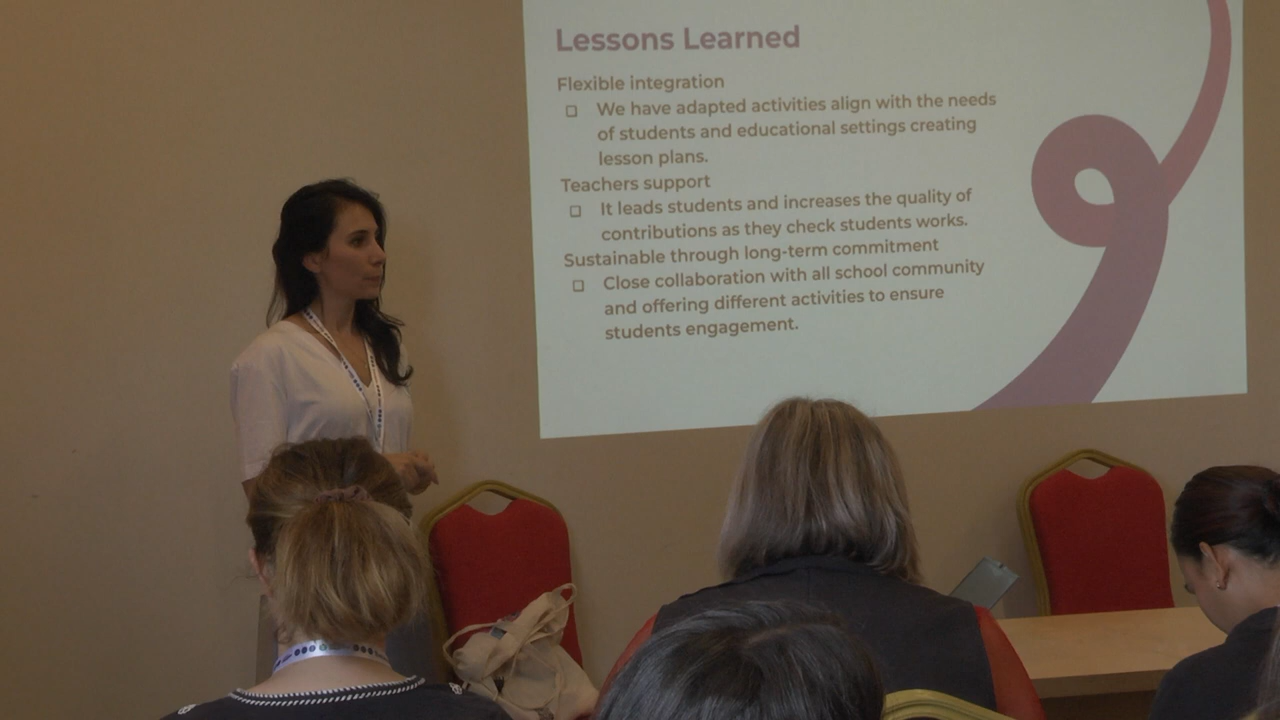 Lessons Learned
Flexible integration
❑ We have adapted activities align with the needs
of students and educational settings creating
lesson plans.
Teachers support
❑ It leads students and increases the quality of
contributions as they check students works.
Sustainable through long-term commitment
❑ Close collaboration with all school community
and offering different activities to ensure
students engagement.